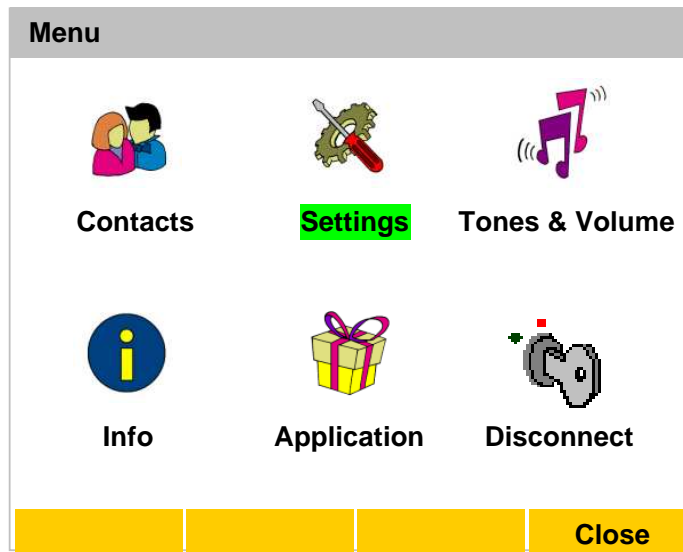 Menu
Contacts Settings Tones & Volume
Info Application Disconnect
Close